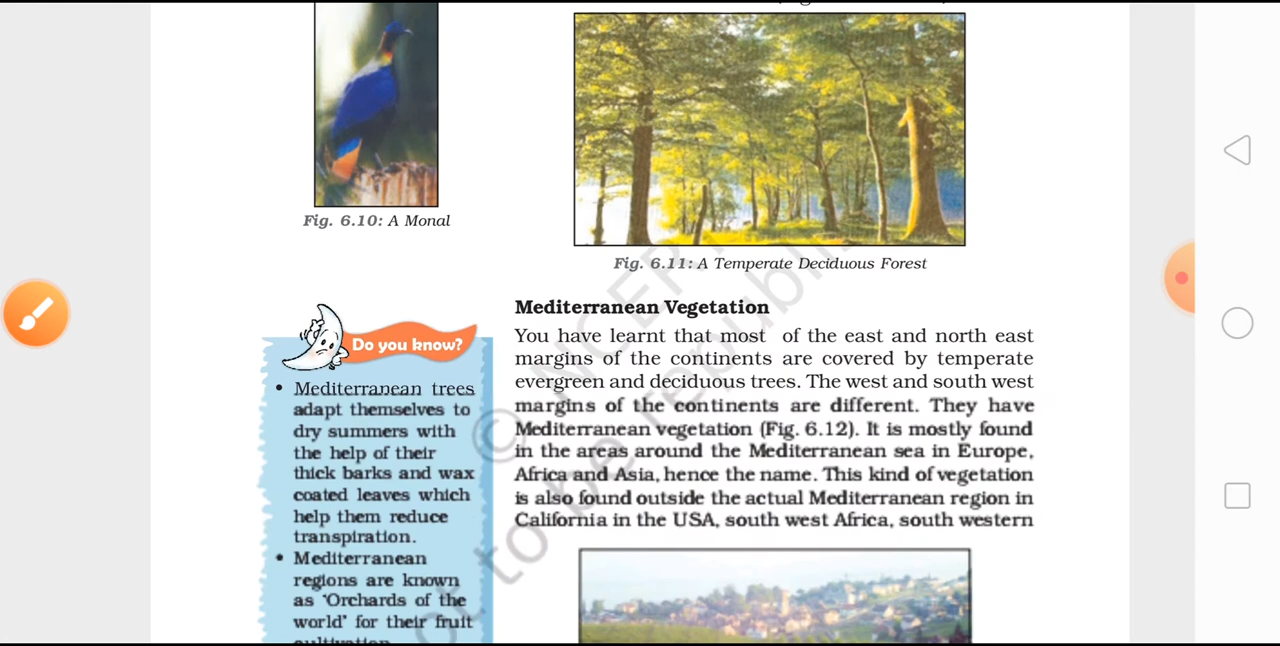 Fig. 6.10: A Monal
Fig. 6.11: A Temperate Deciduous Forest
Do you know?
• Mediterranean trees
adapt themselves to
dry summers with
the help of their
thick barks and wax
coated leaves which
help them reduce
transpiration.
• Mediterranean
regions are known
as 'Orchards of the
world' for their fruit
cultivation
Mediterranean Vegetation
You have learnt that most of the east and north east
margins of the continents are covered by temperate
evergreen and deciduous trees. The west and south west
margins of the continents are different. They have
Mediterranean vegetation (Fig. 6.12). It is mostly found
in the areas around the Mediterranean sea in Europe,
Africa and Asia, hence the name. This kind of vegetation
is also found outside the actual Mediterranean region in
California in the USA, south west Africa, south western
© NCERT
not to be republi